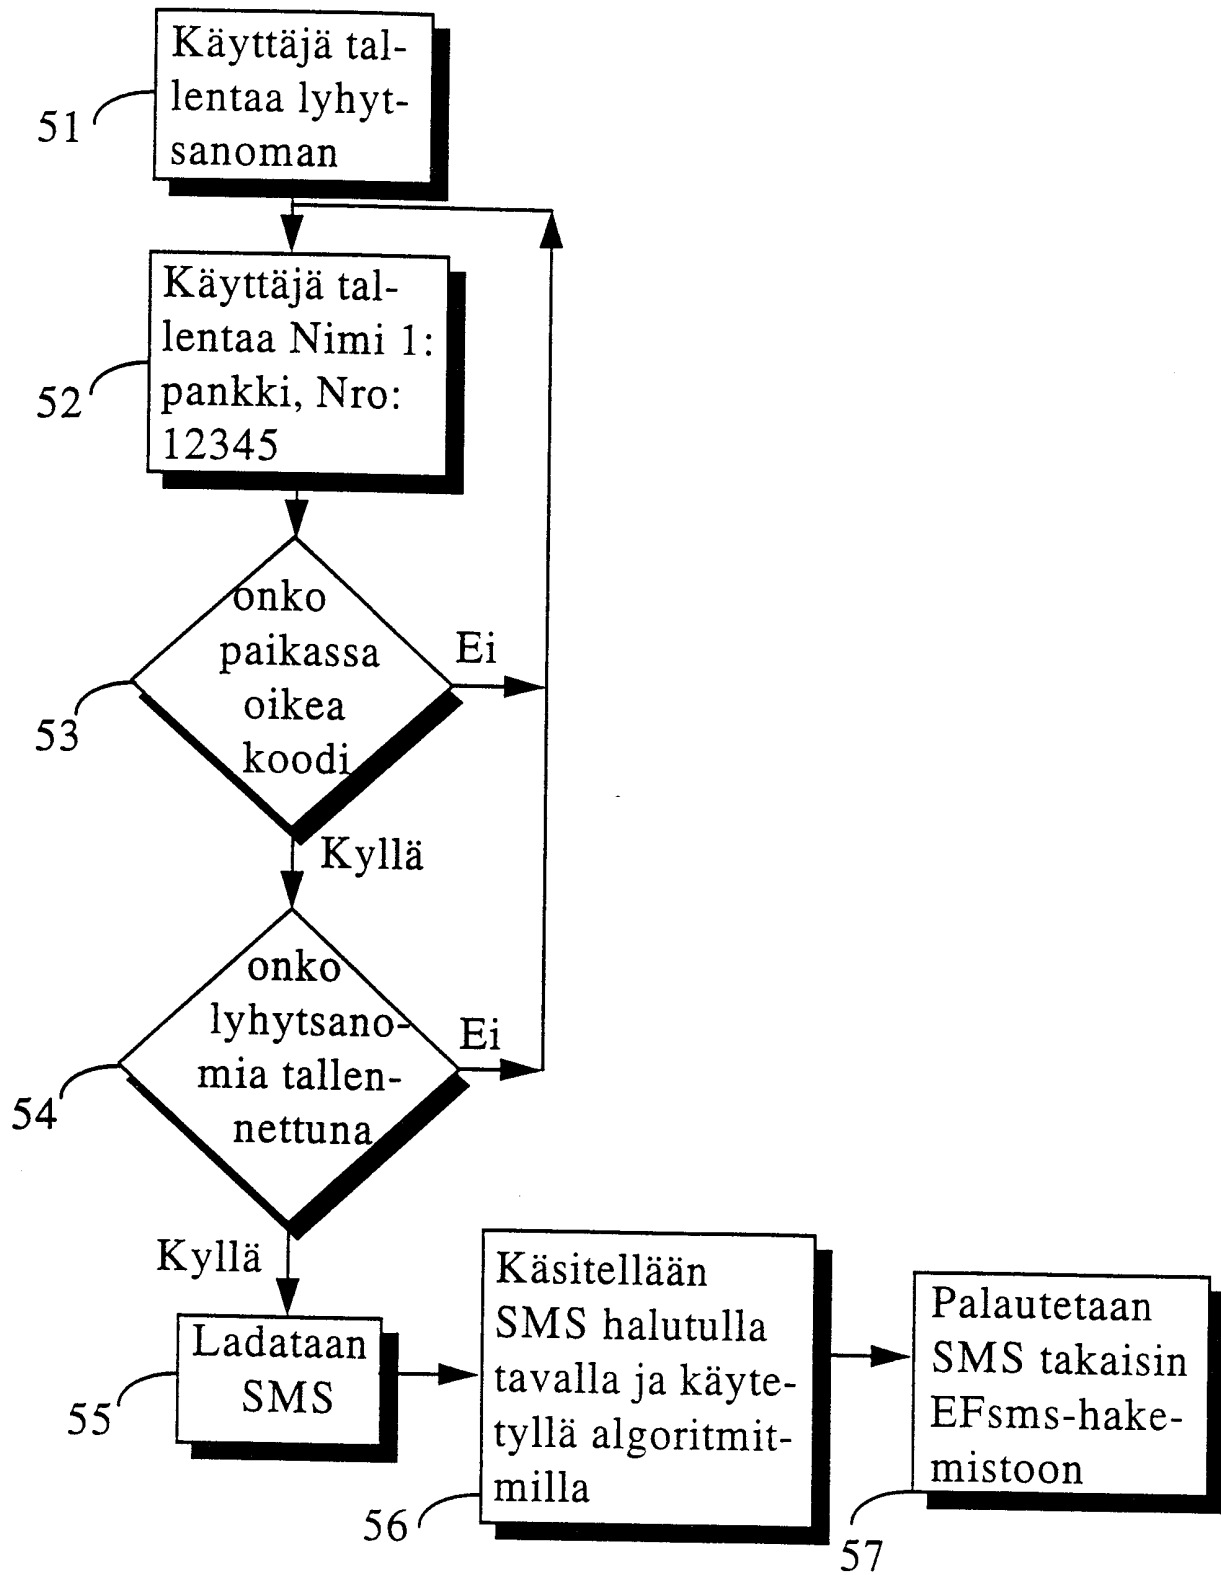 Käyttäjä tal-
lentaa lyhyt-
sanoman
51
Käyttäjä tal-
lentaa Nimi 1:
pankki, Nro:
12345
52
onko
paikassa
oikea
koodi
Ei
53
Kyllä
onko
lyhytsano-
mia tallen-
nettuna
Ei
54
Kyllä
Ladataan
SMS
55
Käsitellään
SMS halutulla
tavalla ja käyte-
tyllä algoritmit-
milla
56
Palautetaan
SMS takaisin
EFsms-hake-
mistoon
57